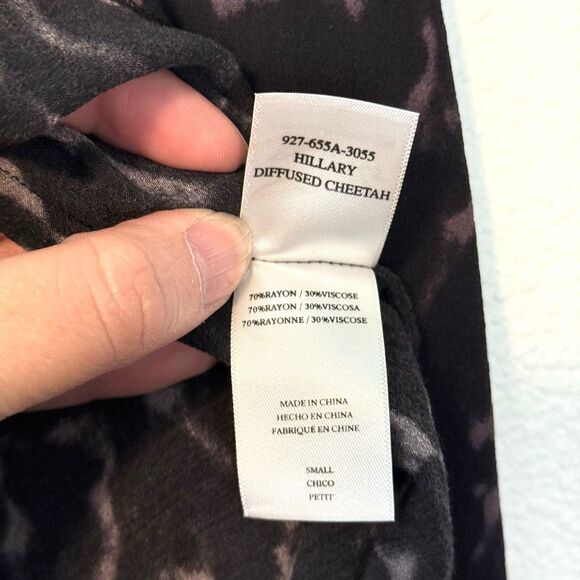 927-655A-3055
HILLARY
DIFFUSED CHEETAH
70%RAYON / 30%VISCOSE
70%RAYON / 30%VISCOSA
70%RAYONNE / 30%VISCOSE
MADE IN CHINA
HECHO EN CHINA
FABRIQUÉ EN CHINE
SMALL
CHICO
PETIT